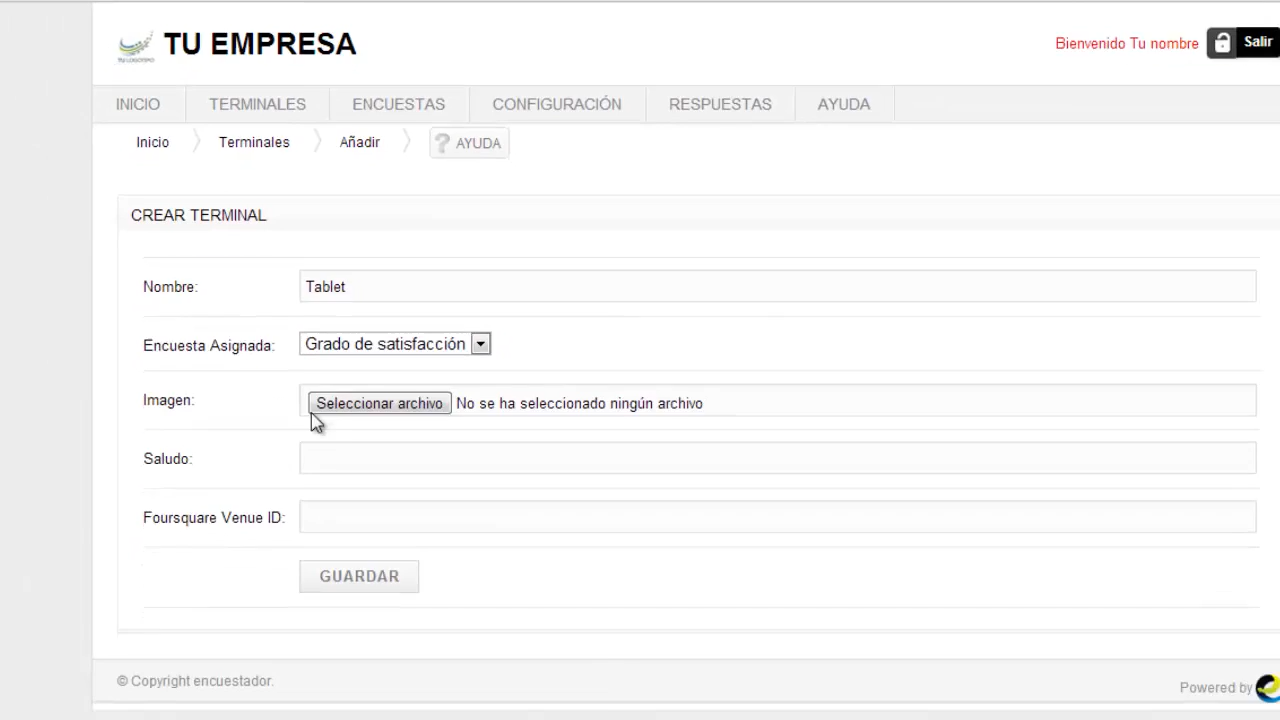 TU LOGOTIPO
TU EMPRESA
Bienvenido Tu nombre
Salir
INICIO
TERMINALES
ENCUESTAS
CONFIGURACIÓN
RESPUESTAS
AYUDA
Inicio
Terminales
Añadir
? AYUDA
CREAR TERMINAL
Nombre: Tablet
Encuesta Asignada: Grado de satisfacción
Imagen: Seleccionar archivo No se ha seleccionado ningún archivo
Saludo:
Foursquare Venue ID:
GUARDAR
© Copyright encuestador.
Powered by